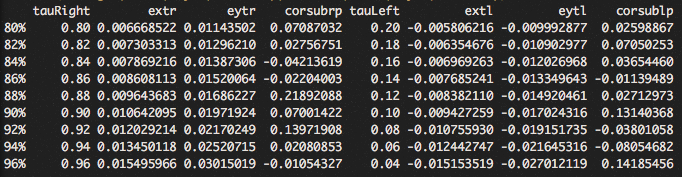 tauRight extr eytr corsubrp tauLeft extl eytl corsublp
80% 0.80 0.006668522 0.01143502 0.07087032 0.20 -0.005806216 -0.009992877 0.02598867
82% 0.82 0.007303313 0.01296210 0.02756751 0.18 -0.006354676 -0.010902977 0.07050253
84% 0.84 0.007869216 0.01387306 -0.04213619 0.16 -0.006969263 -0.012026968 0.03654460
86% 0.86 0.008608113 0.01520064 -0.02204003 0.14 -0.007685241 -0.013349643 -0.01139489
88% 0.88 0.009643683 0.01686227 0.21892088 0.12 -0.008382110 -0.014920461 0.02712973
90% 0.90 0.010642095 0.01971924 0.07001422 0.10 -0.009427259 -0.017024316 0.13140368
92% 0.92 0.012029214 0.02170249 0.13971908 0.08 -0.010755930 -0.019151735 -0.03801058
94% 0.94 0.013450118 0.02520715 0.02080853 0.06 -0.012442747 -0.021645316 -0.08054682
96% 0.96 0.015495966 0.03015019 -0.01054327 0.04 -0.015153519 -0.027012119 0.14185456